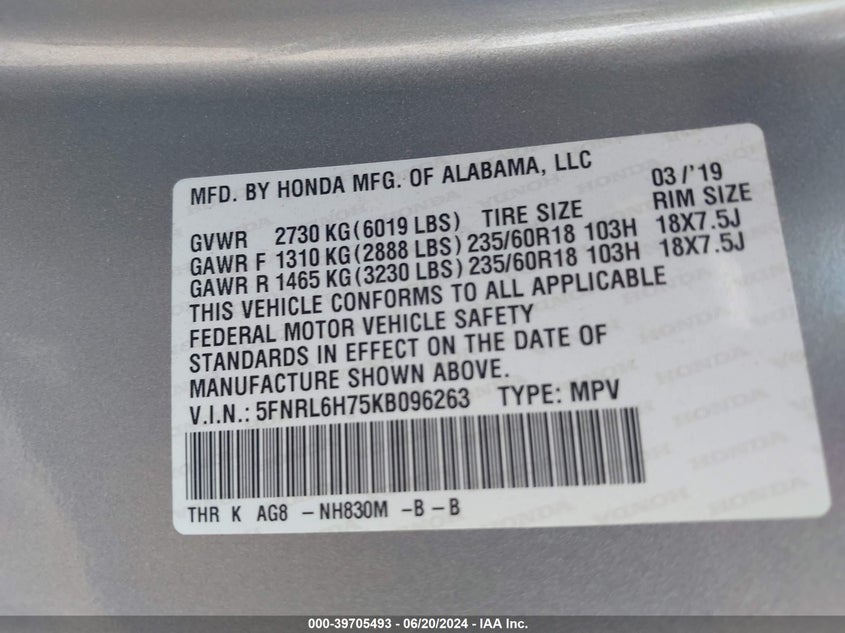 MFD. BY HONDA MFG. OF ALABAMA, LLC 03/'19
GVWR 2730 KG(6019 LBS) TIRE SIZE RIM SIZE
GAWR F 1310 KG(2888 LBS) 235/60R18 103H 18X7.5J
GAWR R 1465 KG(3230 LBS) 235/60R18 103H 18X7.5J
THIS VEHICLE CONFORMS TO ALL APPLICABLE
FEDERAL MOTOR VEHICLE SAFETY
STANDARDS IN EFFECT ON THE DATE OF
MANUFACTURE SHOWN ABOVE.
V.I.N.: 5FNRL6H75KB096263 TYPE: MPV
THR K AG8 -NH830M -B-B
000-39705493 - 06/20/2024 - IAA Inc.